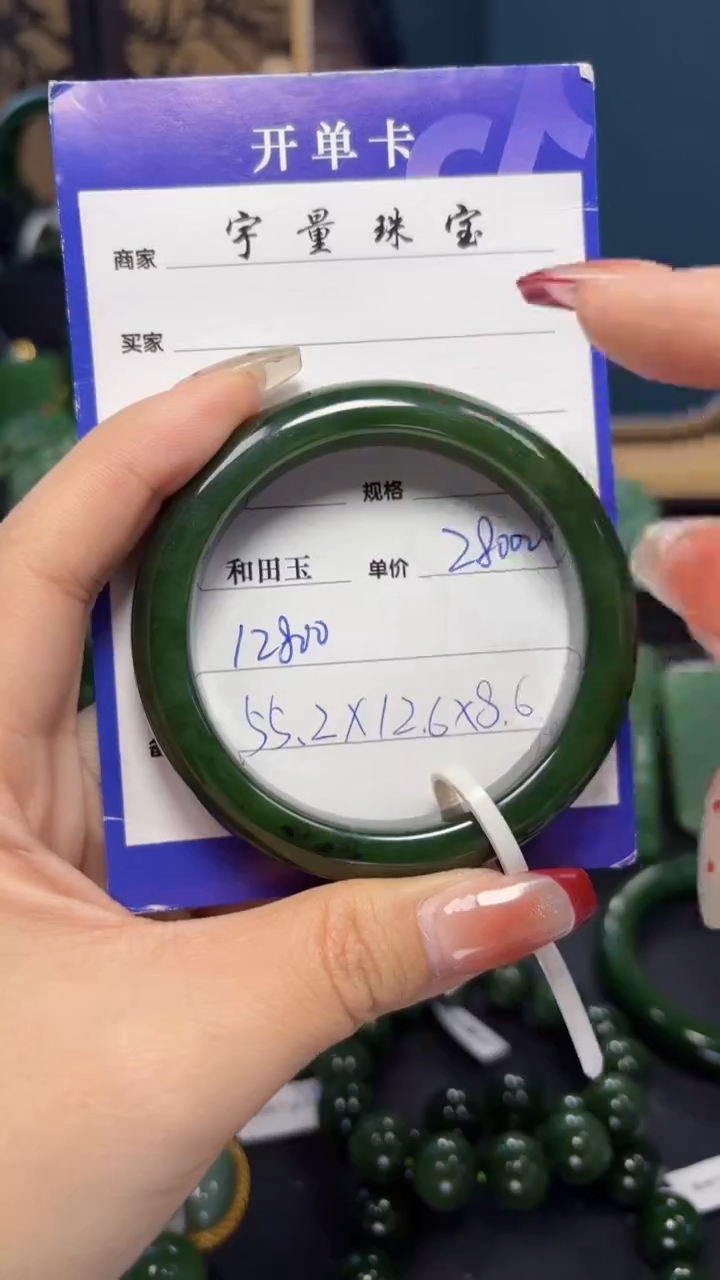 开单卡
商家 宇量珠宝
买家
规格
和田玉 单价 28000
12800
55.2X12.6X8.6